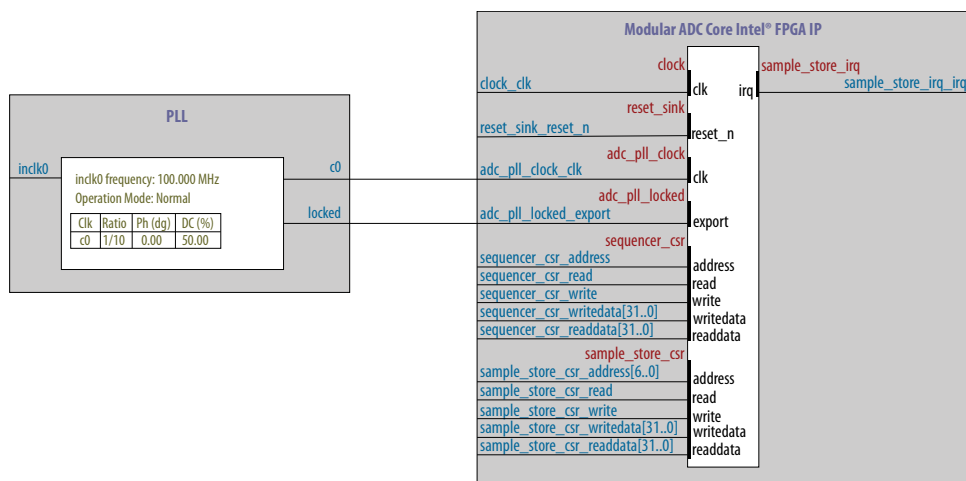 PLL
inclk0
c0
inclk0 frequency: 100.000 MHz
Operation Mode: Normal
locked
Clk Ratio Ph (dg) DC (%)
c0 1/10 0.00 50.00
Modular ADC Core Intel® FPGA IP
clock
sample_store_irq
clock_clk
clk
irq
sample_store_irq_irq
reset_sink
reset_sink_reset_n
reset_n
adc_pll_clock
adc_pll_clock_clk
clk
adc_pll_locked
adc_pll_locked_export
export
sequencer_csr
sequencer_csr_address
address
sequencer_csr_read
read
sequencer_csr_write
write
sequencer_csr_writedata[31..0]
writedata
sequencer_csr_readdata[31..0]
readdata
sample_store_csr
sample_store_csr_address[6..0]
address
sample_store_csr_read
read
sample_store_csr_write
write
sample_store_csr_writedata[31..0]
writedata
sample_store_csr_readdata[31..0]
readdata